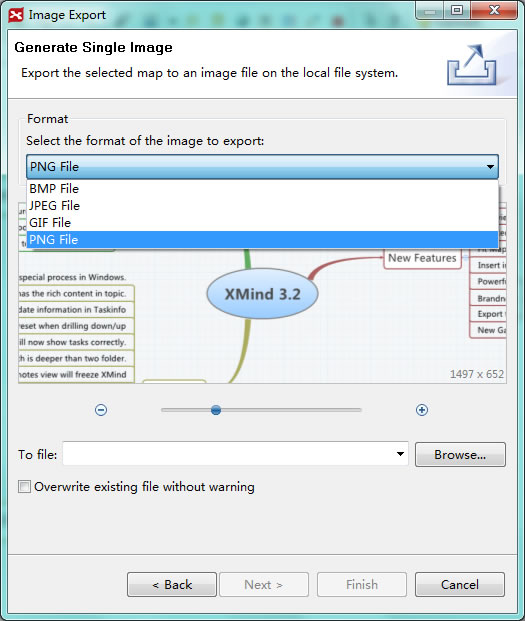 Image Export
Generate Single Image
Export the selected map to an image file on the local file system.
Format
Select the format of the image to export:
PNG File
BMP File
JPEG File
GIF File
PNG File
New Features
Insert i
Powerfu
Brandne
Export
New Ga
special process in Windows.
has the rich content in topic.
date information in Taskinfo
reset when drilling down/up
ill now show tasks correctly.
h is deeper than two folder.
notes view will freeze XMind
XMind 3.2
1497 x 652
To file:
Browse...
Overwrite existing file without warning
< Back
Next >
Finish
Cancel